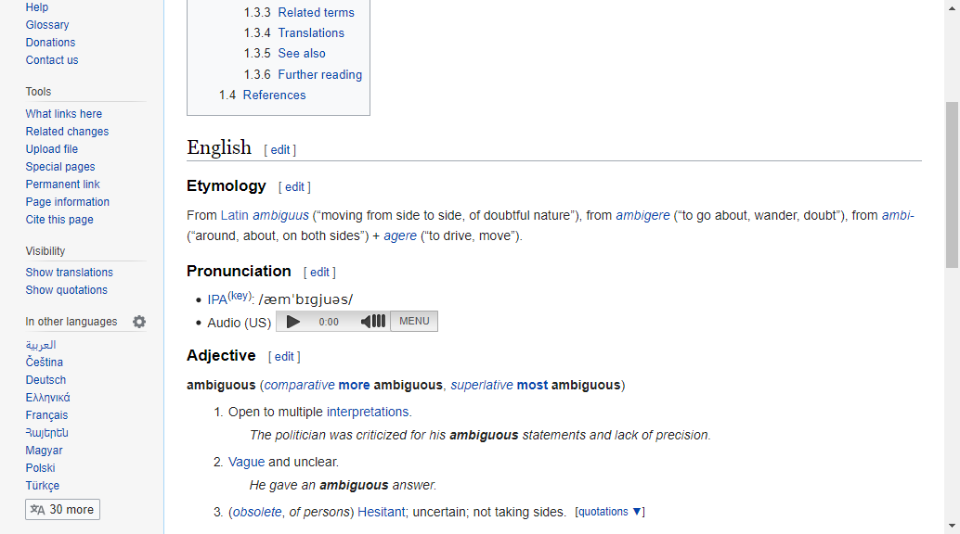 Help
Glossary
Donations
Contact us
Tools
What links here
Related changes
Upload file
Special pages
Permanent link
Page information
Cite this page
Visibility
Show translations
Show quotations
In other languages
العربية
Čeština
Deutsch
Ελληνικά
Français
Հայերեն
Magyar
Polski
Türkçe
30 more
1.3.3 Related terms
1.3.4 Translations
1.3.5 See also
1.3.6 Further reading
1.4 References
English [ edit ]
Etymology [ edit ]
From Latin ambiguus (“moving from side to side, of doubtful nature”), from ambigere (“to go about, wander, doubt”), from ambi-
(“around, about, on both sides”) + agere (“to drive, move”).
Pronunciation [ edit ]
• IPA(key): /æmˈbɪɡjuəs/
• Audio (US) 0:00 MENU
Adjective [ edit ]
ambiguous (comparative more ambiguous, superlative most ambiguous)
1. Open to multiple interpretations.
The politician was criticized for his ambiguous statements and lack of precision.
2. Vague and unclear.
He gave an ambiguous answer.
3. (obsolete, of persons) Hesitant; uncertain; not taking sides. [quotations ▼]